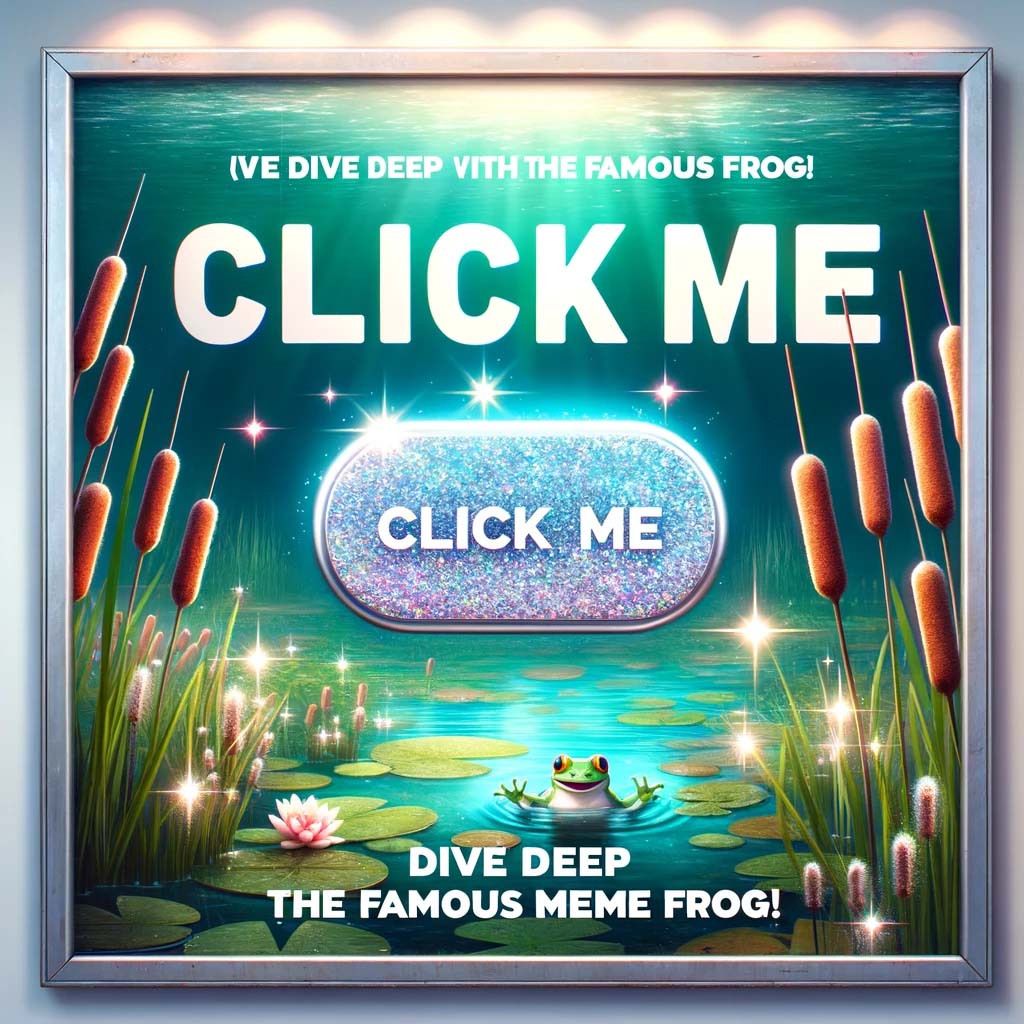 (VE DIVE DEEP VITH THE FAMOUS FROG!
CLICK ME
CLICK ME
DIVE DEEP
THE FAMOUS MEME FROG!